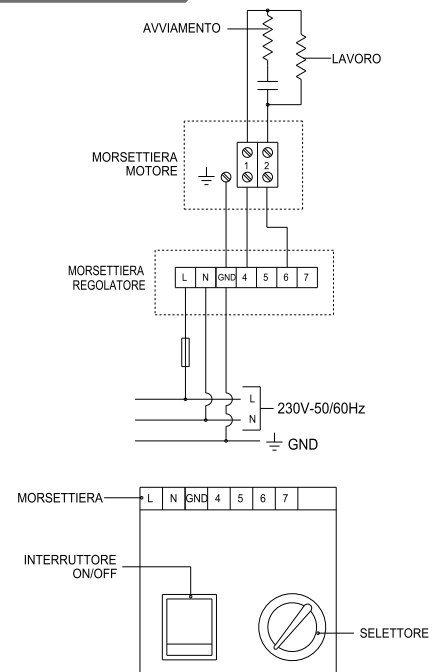 AVVIAMENTO
LAVORO
MORSETTIERA
MOTORE
1 2
MORSETTIERA
REGOLATORE
L N GND 4 5 6 7
L
N
230V-50/60Hz
GND
MORSETTIERA
L N GND 4 5 6 7
INTERRUTTORE
ON/OFF
SELETTORE